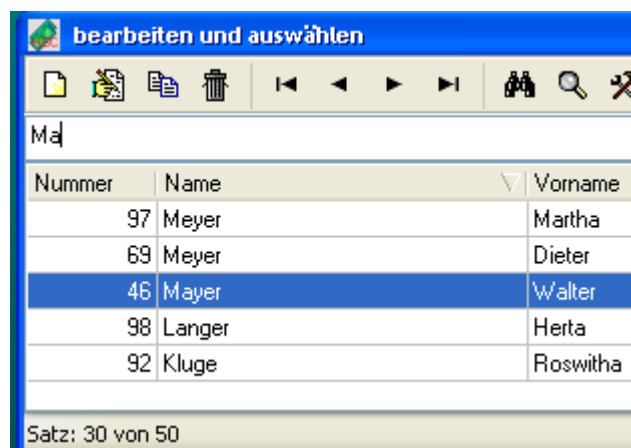 bearbeiten und auswählen
Ma
Nummer Name Vorname
97 Meyer Martha
69 Meyer Dieter
46 Mayer Walter
98 Langer Herta
92 Kluge Roswitha
Satz: 30 von 50